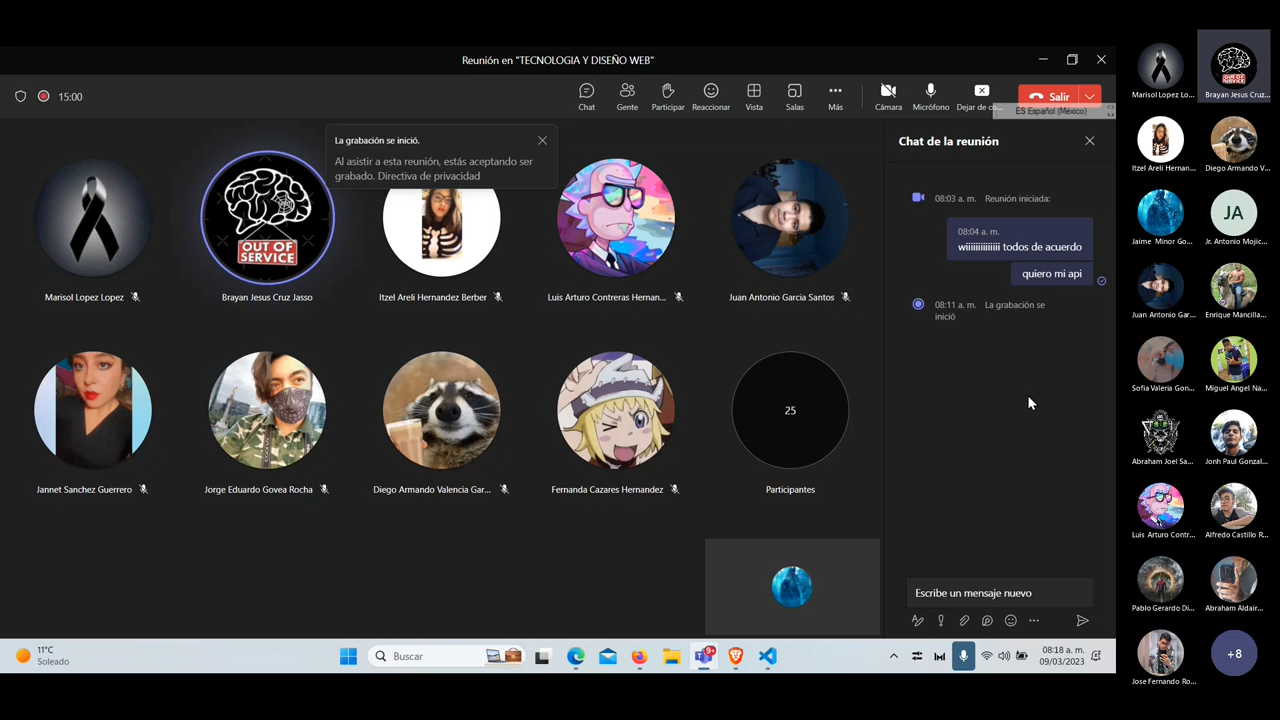 Reunión en "TECNOLOGIA Y DISEÑO WEB"
15:00
Chat
Gente
Participar
Reaccionar
Vista
Salas
Más
Cámara
Micrófono
Dejar de co...
Salir
ES Español (México)
La grabación se inició.
Al asistir a esta reunión, estás aceptando ser
grabado. Directiva de privacidad
OUT OF
SERVICE
Marisol Lopez Lopez
Brayan Jesus Cruz Jasso
Itzel Areli Hernandez Berber
Luis Arturo Contreras Hernan...
Juan Antonio Garcia Santos
Jannet Sanchez Guerrero
Jorge Eduardo Govea Rocha
Diego Armando Valencia Gar...
Fernanda Cazares Hernandez
25
Participantes
Chat de la reunión
08:03 a. m. Reunión iniciada:
08:04 a. m.
wiiiiiiiiiiiiii todos de acuerdo
quiero mi api
08:11 a. m. La grabación se
inició
Escribe un mensaje nuevo
11°C
Soleado
Buscar
9+
08:18 a. m.
09/03/2023
Marisol Lopez Lo...
OUT OF
SERVICE
Brayan Jesus Cruz...
Itzel Areli Hernan...
Diego Armando V...
Jaime Minor Go...
JA
Jr. Antonio Mojic...
Juan Antonio Gar...
Enrique Mancilla...
Sofia Valeria Gon...
Miguel Angel Na...
Abraham Joel Sa...
Jonh Paul Gonzal...
Luis Arturo Contr...
Alfredo Castillo R...
Pablo Gerardo Di...
Abraham Aldair...
Jose Fernando Ro...
+8